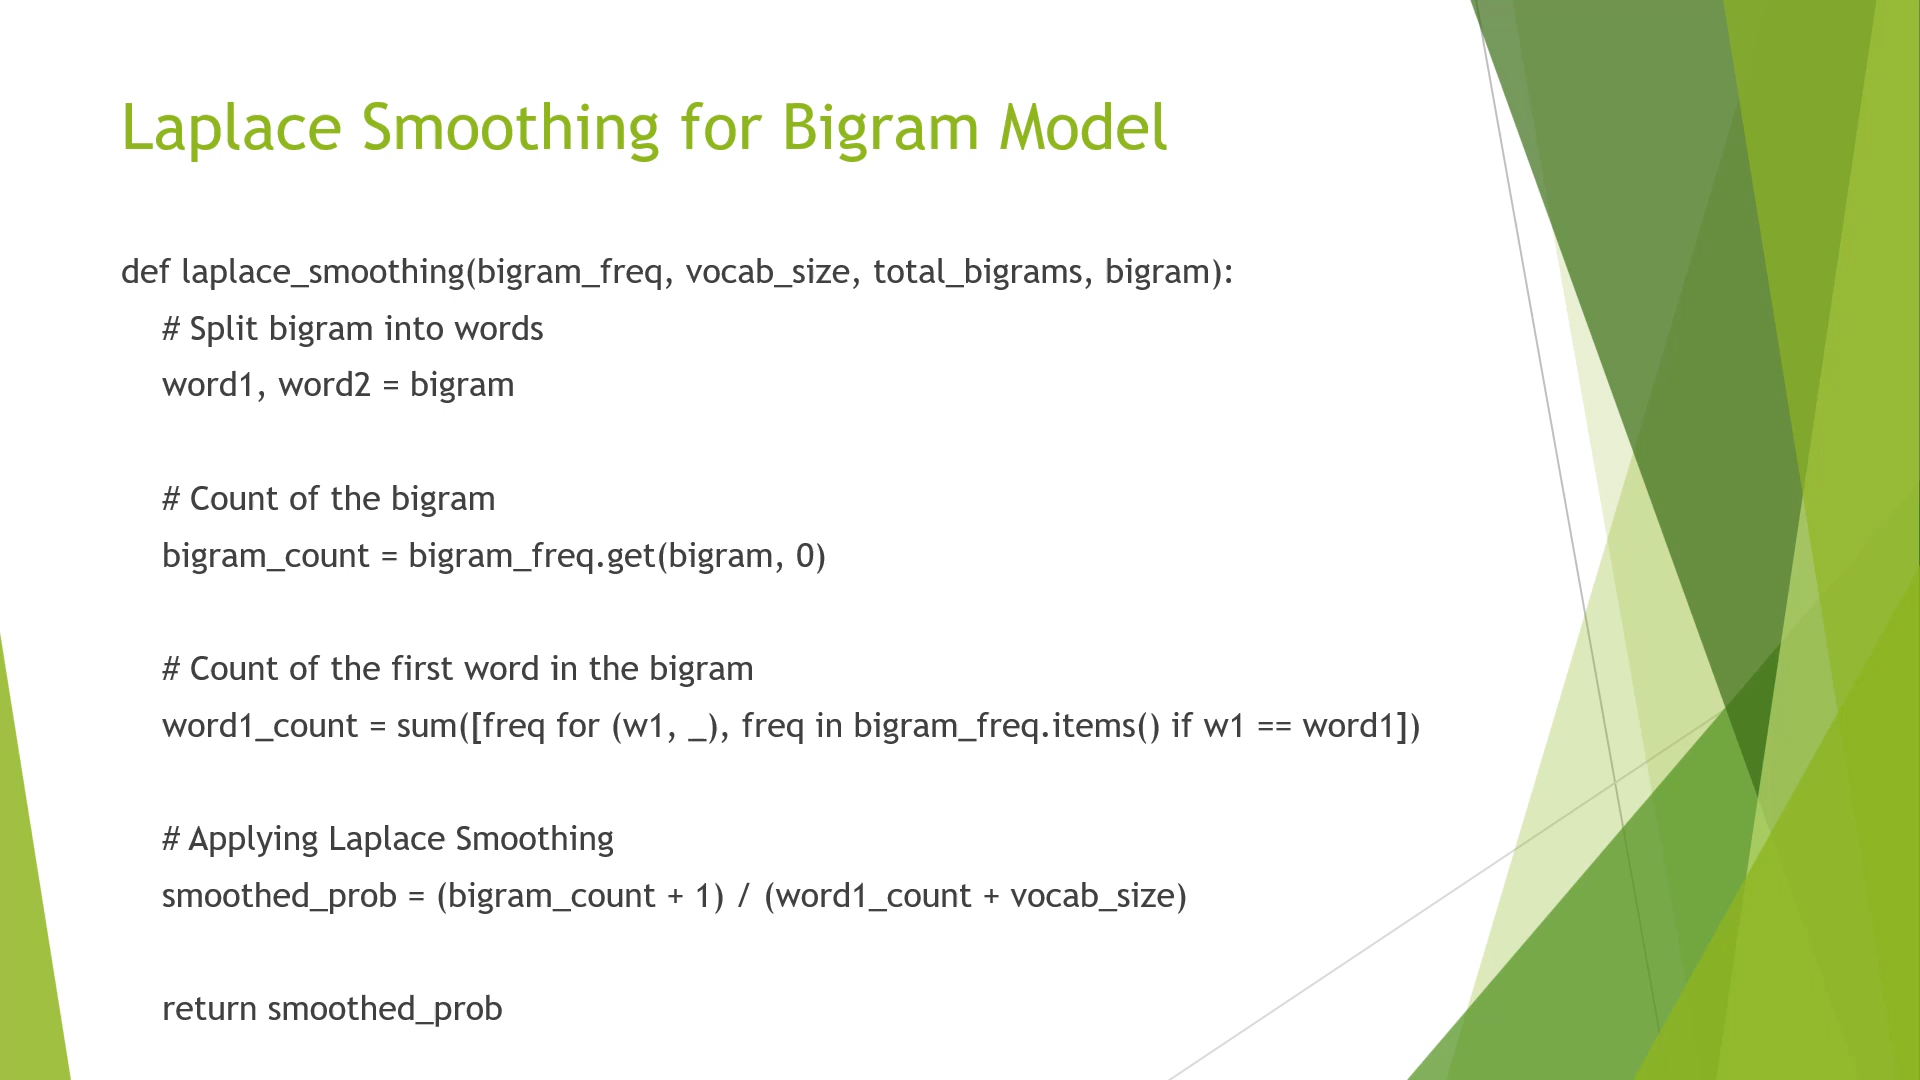 Laplace Smoothing for Bigram Model
def laplace_smoothing(bigram_freq, vocab_size, total_bigrams, bigram):
# Split bigram into words
word1, word2 = bigram
# Count of the bigram
bigram_count = bigram_freq.get(bigram, 0)
# Count of the first word in the bigram
word1_count = sum([freq for (w1, _), freq in bigram_freq.items() if w1 == word1])
# Applying Laplace Smoothing
smoothed_prob = (bigram_count + 1) / (word1_count + vocab_size)
return smoothed_prob